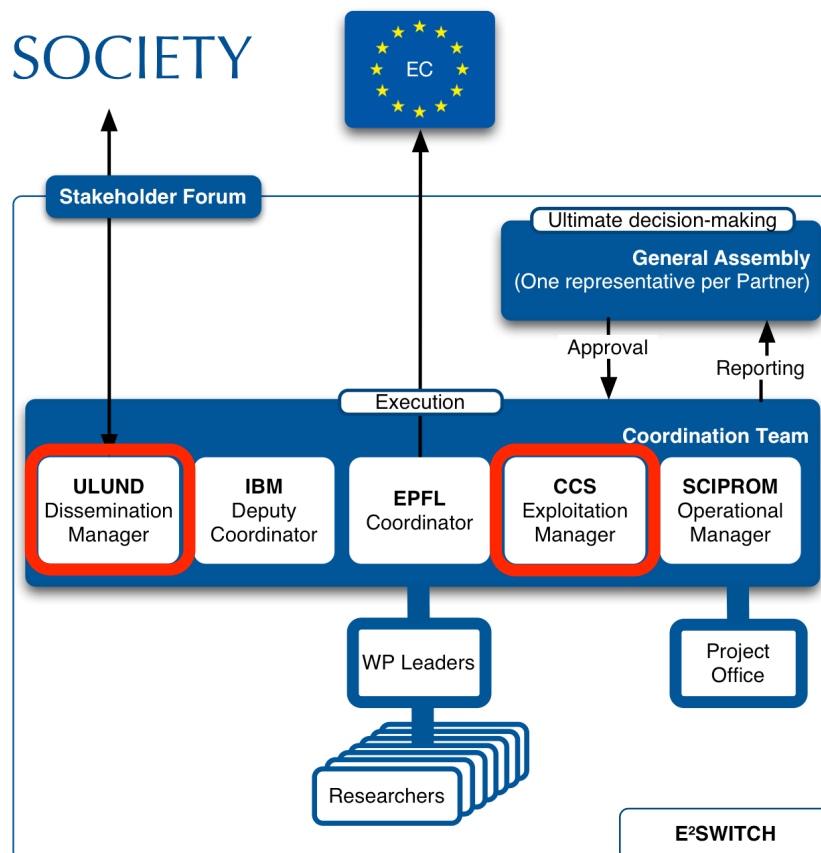 SOCIETY
EC
Stakeholder Forum
Ultimate decision-making
General Assembly
(One representative per Partner)
Approval
Reporting
Execution
Coordination Team
ULUND
Dissemination
Manager
IBM
Deputy
Coordinator
EPFL
Coordinator
CCS
Exploitation
Manager
SCIPROM
Operational
Manager
WP Leaders
Project
Office
Researchers
E²SWITCH